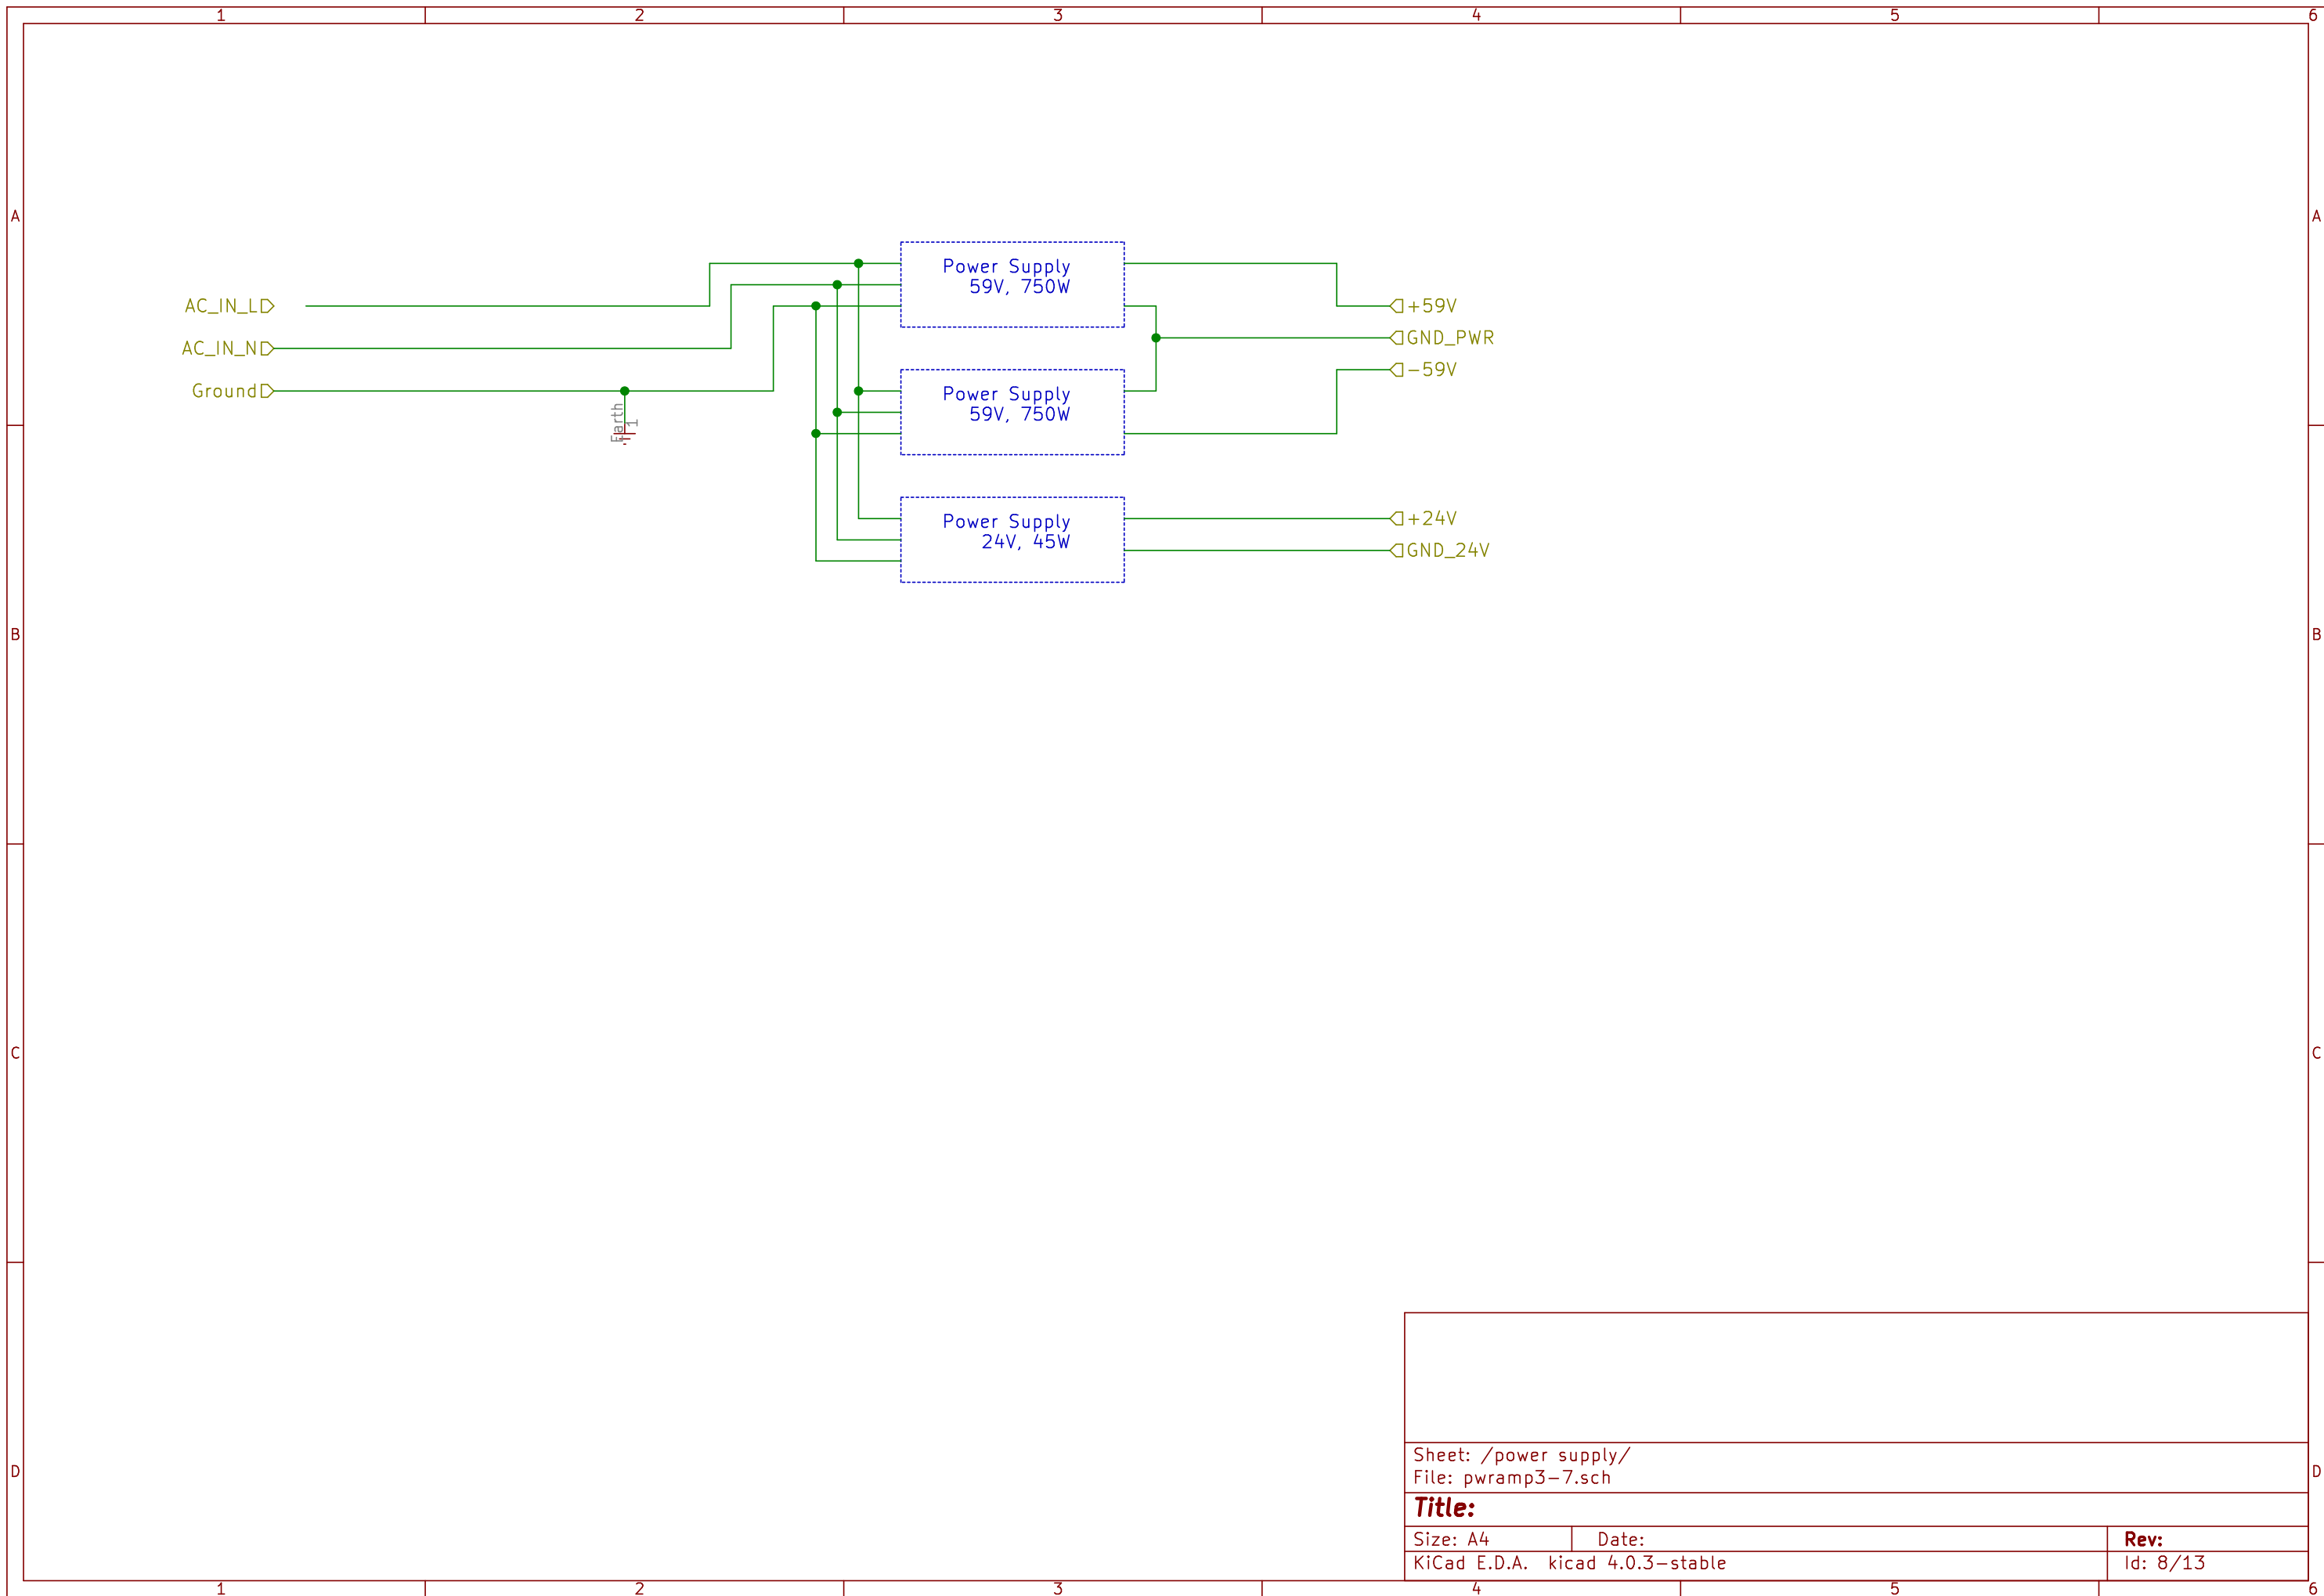 1 2 3 4 5 6
A A
Power Supply
59V, 750W
AC_IN_L
+59V
GND_PWR
AC_IN_N
-59V
Ground
Power Supply
59V, 750W
Earth
1
Power Supply
24V, 45W
+24V
GND_24V
B B
C C
Sheet: /power supply/
File: pwramp3-7.sch
D D
Title:
Size: A4 Date: Rev:
KiCad E.D.A. kicad 4.0.3-stable Id: 8/13
1 2 3 4 5 6